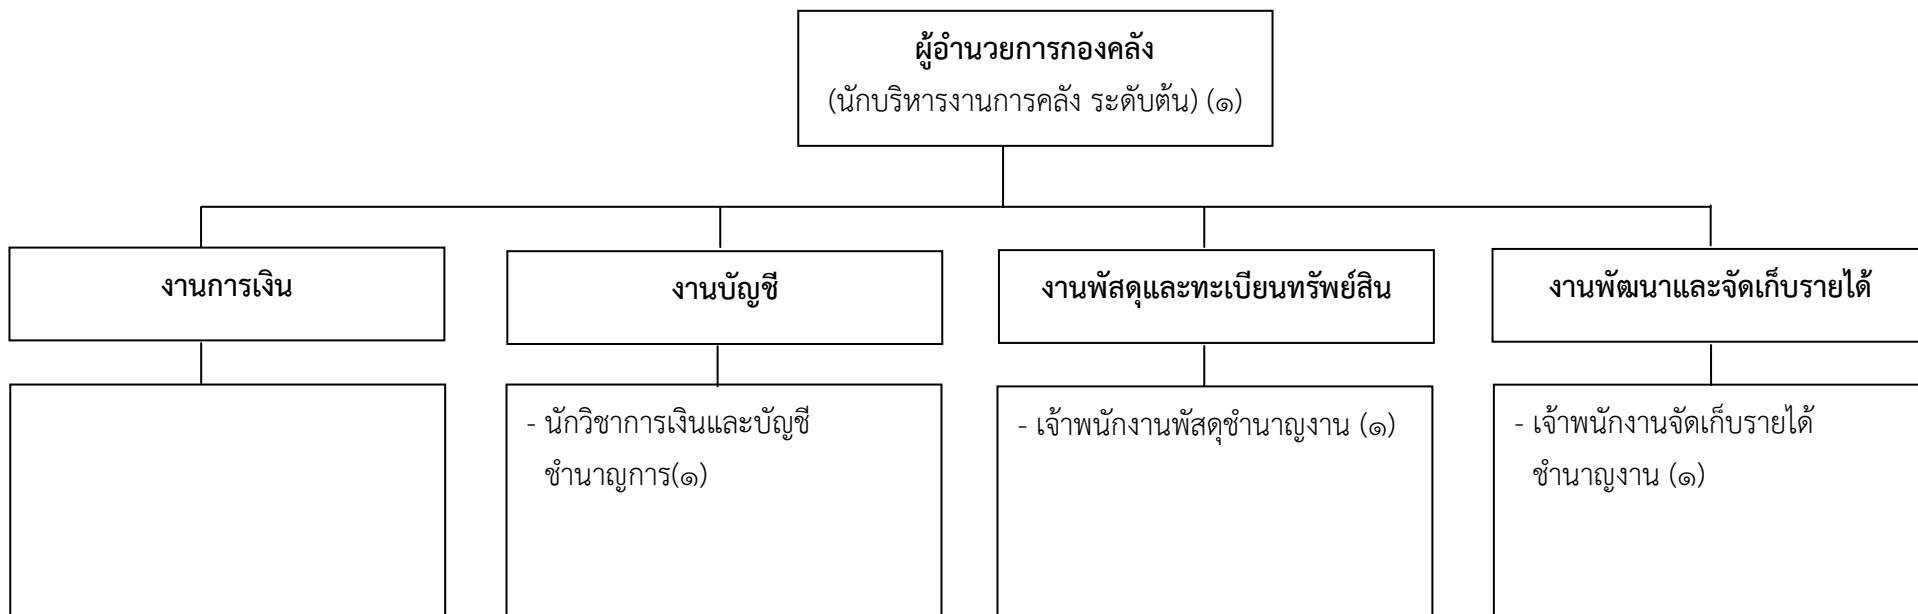 ผู้อำนวยการกองคลัง
(นักบริหารงานการคลัง ระดับต้น) (๑)
งานการเงิน
งานบัญชี
งานพัสดุและทะเบียนทรัพย์สิน
งานพัฒนาและจัดเก็บรายได้
- นักวิชาการเงินและบัญชี
ชำนาญการ(๑)
- เจ้าพนักงานพัสดุชำนาญงาน (๑)
- เจ้าพนักงานจัดเก็บรายได้
ชำนาญงาน (๑)